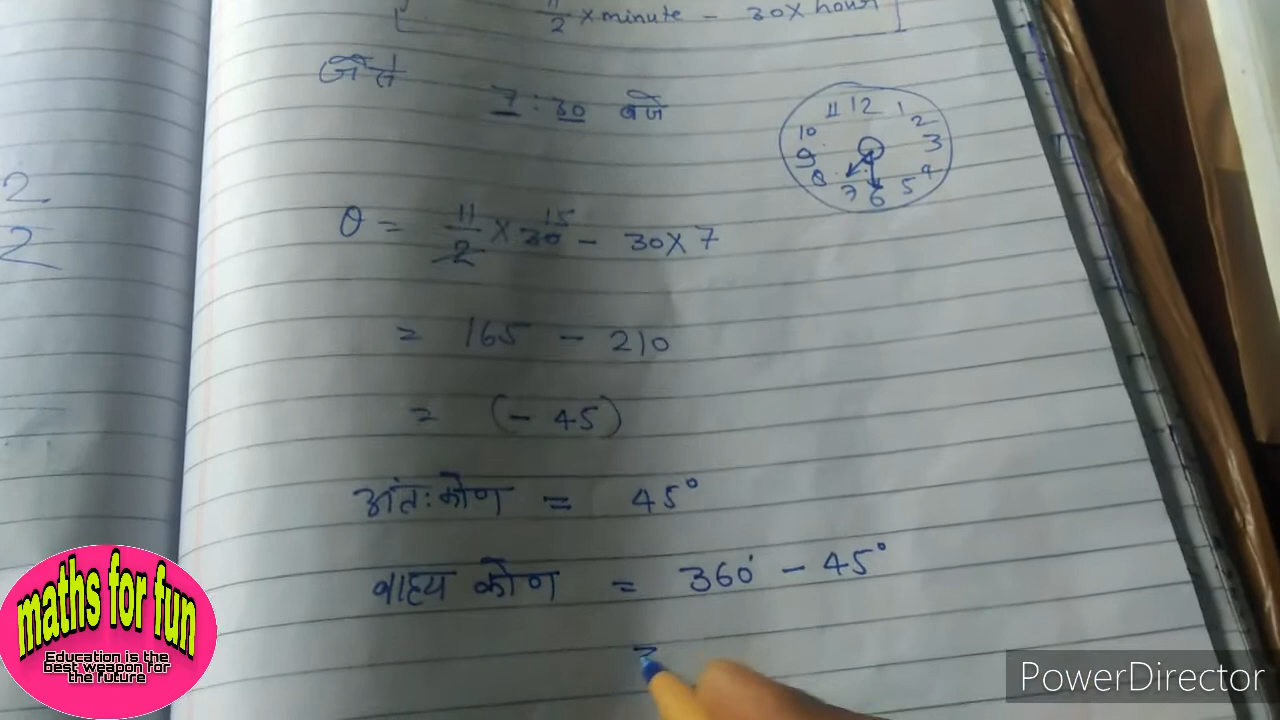 11/2 × minute − 30 × hour
जैसे
7 : 30 बजे
11 12 1
10 2
9 3
8 4
7 6 5
θ = 11/2 × 30 15 − 30 × 7
= 165 − 210
= (− 45)
अंतः कोण = 45°
बाह्य कोण = 360° − 45°
=
2
2
maths for fun
Education is the
best weapon for
the future
PowerDirector